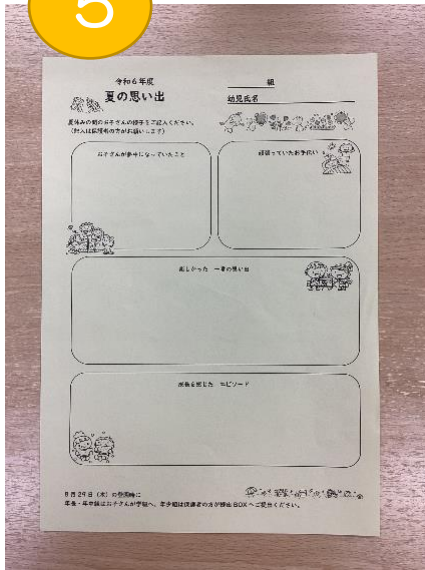 5
令和6年度
夏の思い出
組
幼児氏名
夏休みの間のお子さんの様子をご記入ください。
（記入は保護者の方がお願いします）
お子さんが夢中になっていたこと
頑張っていたお手伝い
楽しかった 一番の思い出
成長を感じた エピソード
8月29日（木）の登園時に
年長・年中組はお子さんが学級へ、年少組は保護者の方が提出BOXへご提出ください。